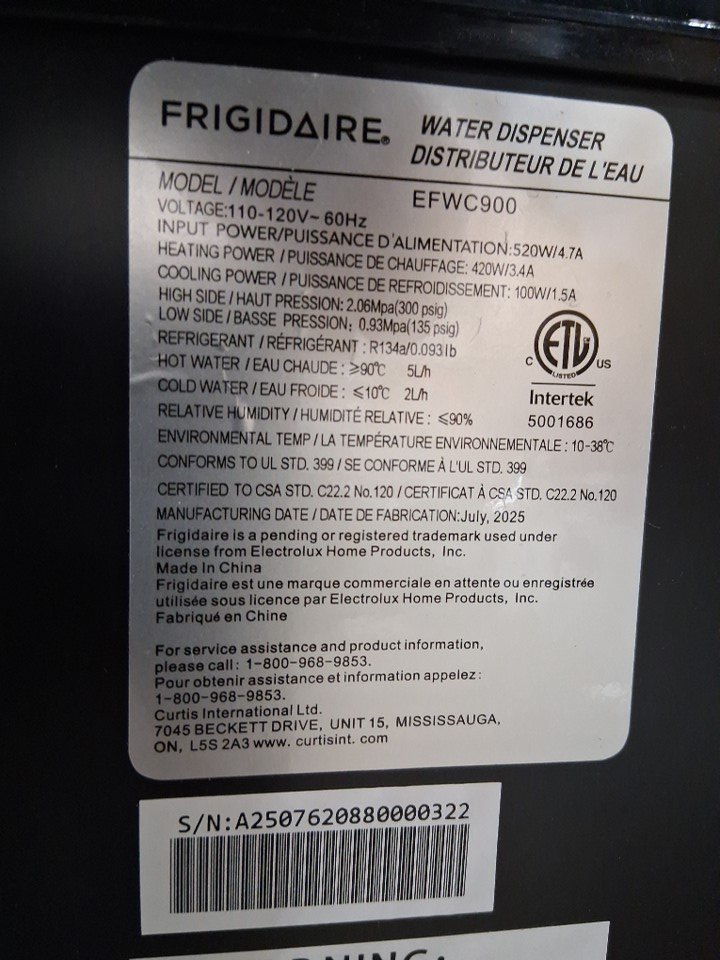 FRIGIDAIRE®
WATER DISPENSER
DISTRIBUTEUR DE L'EAU
MODEL / MODÈLE EFWC900
VOLTAGE:110-120V~ 60Hz
INPUT POWER/PUISSANCE D'ALIMENTATION:520W/4.7A
HEATING POWER / PUISSANCE DE CHAUFFAGE: 420W/3.4A
COOLING POWER / PUISSANCE DE REFROIDISSEMENT: 100W/1.5A
HIGH SIDE / HAUT PRESSION: 2.06Mpa(300 psig)
LOW SIDE / BASSE PRESSION: 0.93Mpa(135 psig)
REFRIGERANT / RÉFRIGÉRANT : R134a/0.093lb
HOT WATER / EAU CHAUDE : ≥90℃ 5L/h
COLD WATER / EAU FROIDE : ≤10℃ 2L/h
RELATIVE HUMIDITY / HUMIDITÉ RELATIVE : ≤90%
C ETL US
LISTED
Intertek
5001686
ENVIRONMENTAL TEMP / LA TEMPÉRATURE ENVIRONNEMENTALE : 10-38℃
CONFORMS TO UL STD. 399 / SE CONFORME À L'UL STD. 399
CERTIFIED TO CSA STD. C22.2 No.120 / CERTIFICAT À CSA STD. C22.2 No.120
MANUFACTURING DATE / DATE DE FABRICATION:July, 2025
Frigidaire is a pending or registered trademark used under
license from Electrolux Home Products, Inc.
Made In China
Frigidaire est une marque commerciale en attente ou enregistrée
utilisée sous licence par Electrolux Home Products, Inc.
Fabriqué en Chine
For service assistance and product information,
please call: 1-800-968-9853.
Pour obtenir assistance et information appelez:
1-800-968-9853.
Curtis International Ltd.
7045 BECKETT DRIVE, UNIT 15, MISSISSAUGA,
ON, L5S 2A3 www. curtisint. com
S/N:A2507620880000322